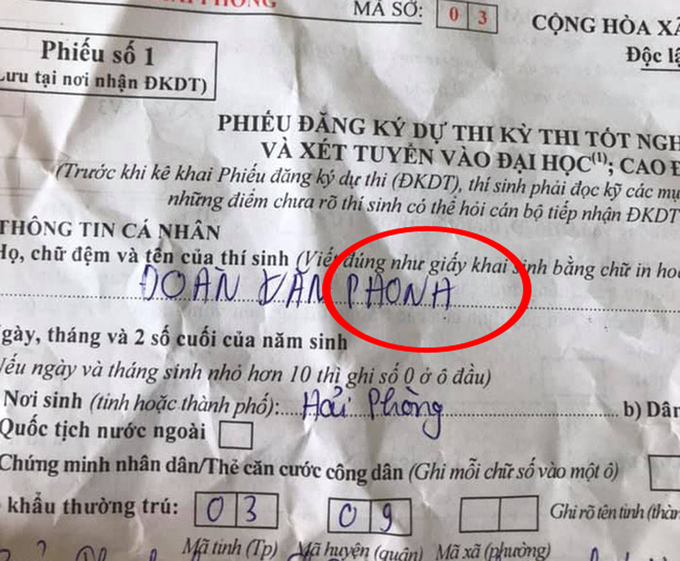 MÃ SỐ: 0 3
CỘNG HÒA XÃ
Phiếu số 1
Độc lậ
Lưu tại nơi nhận ĐKDT)
PHIẾU ĐĂNG KÝ DỰ THI KỲ THI TỐT NGH
VÀ XÉT TUYỂN VÀO ĐẠI HỌC(1); CAO Đ
(Trước khi kê khai Phiếu đăng ký dự thi (ĐKDT), thí sinh phải đọc kỹ các mụ
những điểm chưa rõ thí sinh có thể hỏi cán bộ tiếp nhận ĐKDT
THÔNG TIN CÁ NHÂN
Họ, chữ đệm và tên của thí sinh (Viết đúng như giấy khai sinh bằng chữ in hoa
ĐOÀN VĂN PHONH
gày, tháng và 2 số cuối của năm sinh
Nếu ngày và tháng sinh nhỏ hơn 10 thì ghi số 0 ở ô đầu)
Nơi sinh (tỉnh hoặc thành phố): Hải Phòng b) Dân
Quốc tịch nước ngoài
Chứng minh nhân dân/Thẻ căn cước công dân (Ghi mỗi chữ số vào một ô)
khẩu thường trú: 0 3 0 9 Ghi rõ tên tỉnh (thàn
Mã tỉnh (Tp) Mã huyện (quận) Mã xã (phường)